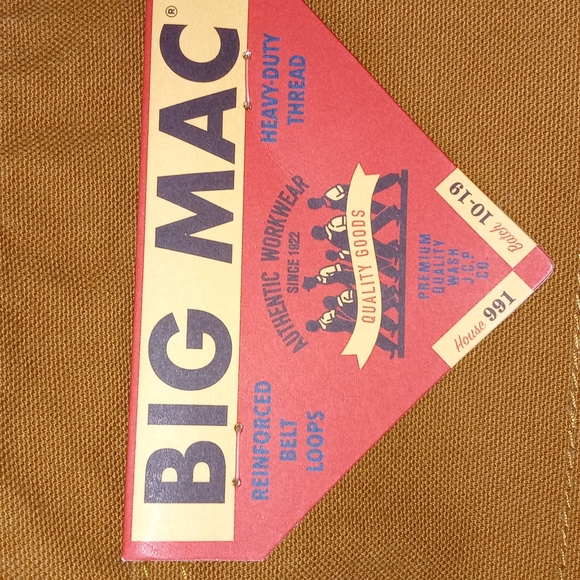 BIG MAC®
REINFORCED
BELT
LOOPS
HEAVY-DUTY
THREAD
AUTHENTIC WORKWEAR
SINCE 1922
QUALITY GOODS
PREMIUM
QUALITY
WASH
J.C.P
CO.
House 991
Batch 10-19